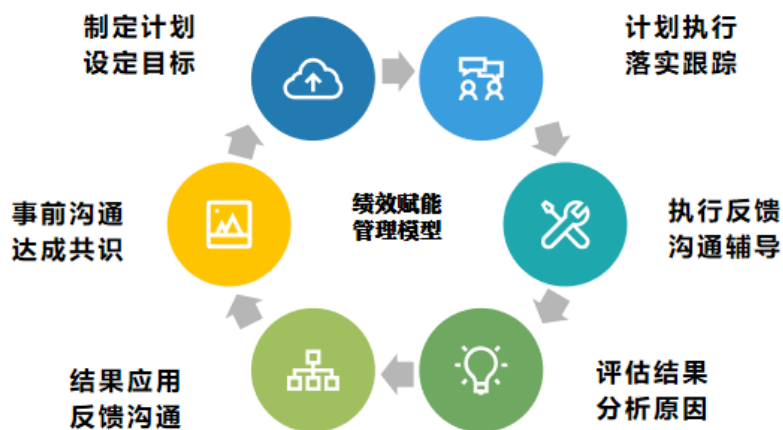 制定计划
设定目标
计划执行
落实跟踪
事前沟通
达成共识
绩效赋能
管理模型
执行反馈
沟通辅导
结果应用
反馈沟通
评估结果
分析原因